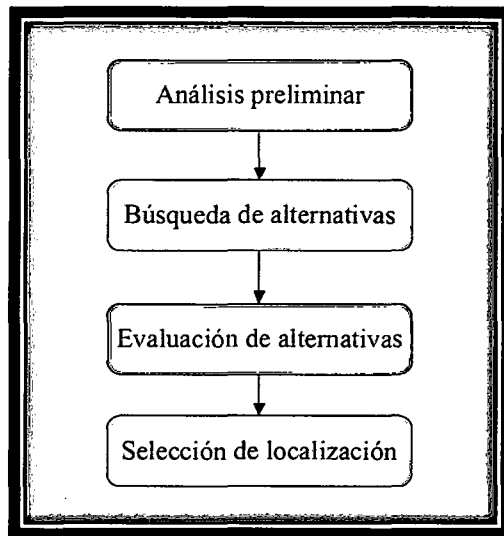 Análisis preliminar
Búsqueda de alternativas
Evaluación de alternativas
Selección de localización